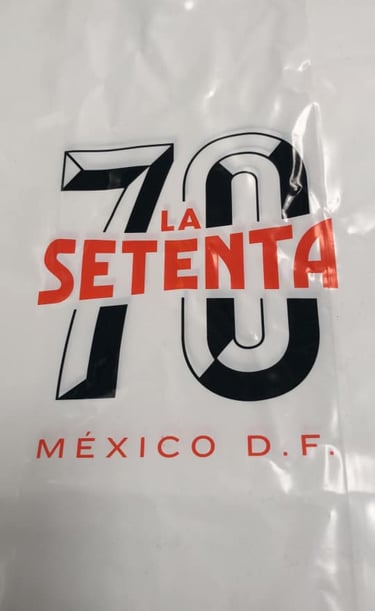 70
LA
SETENTA
MÉXICO D.F.